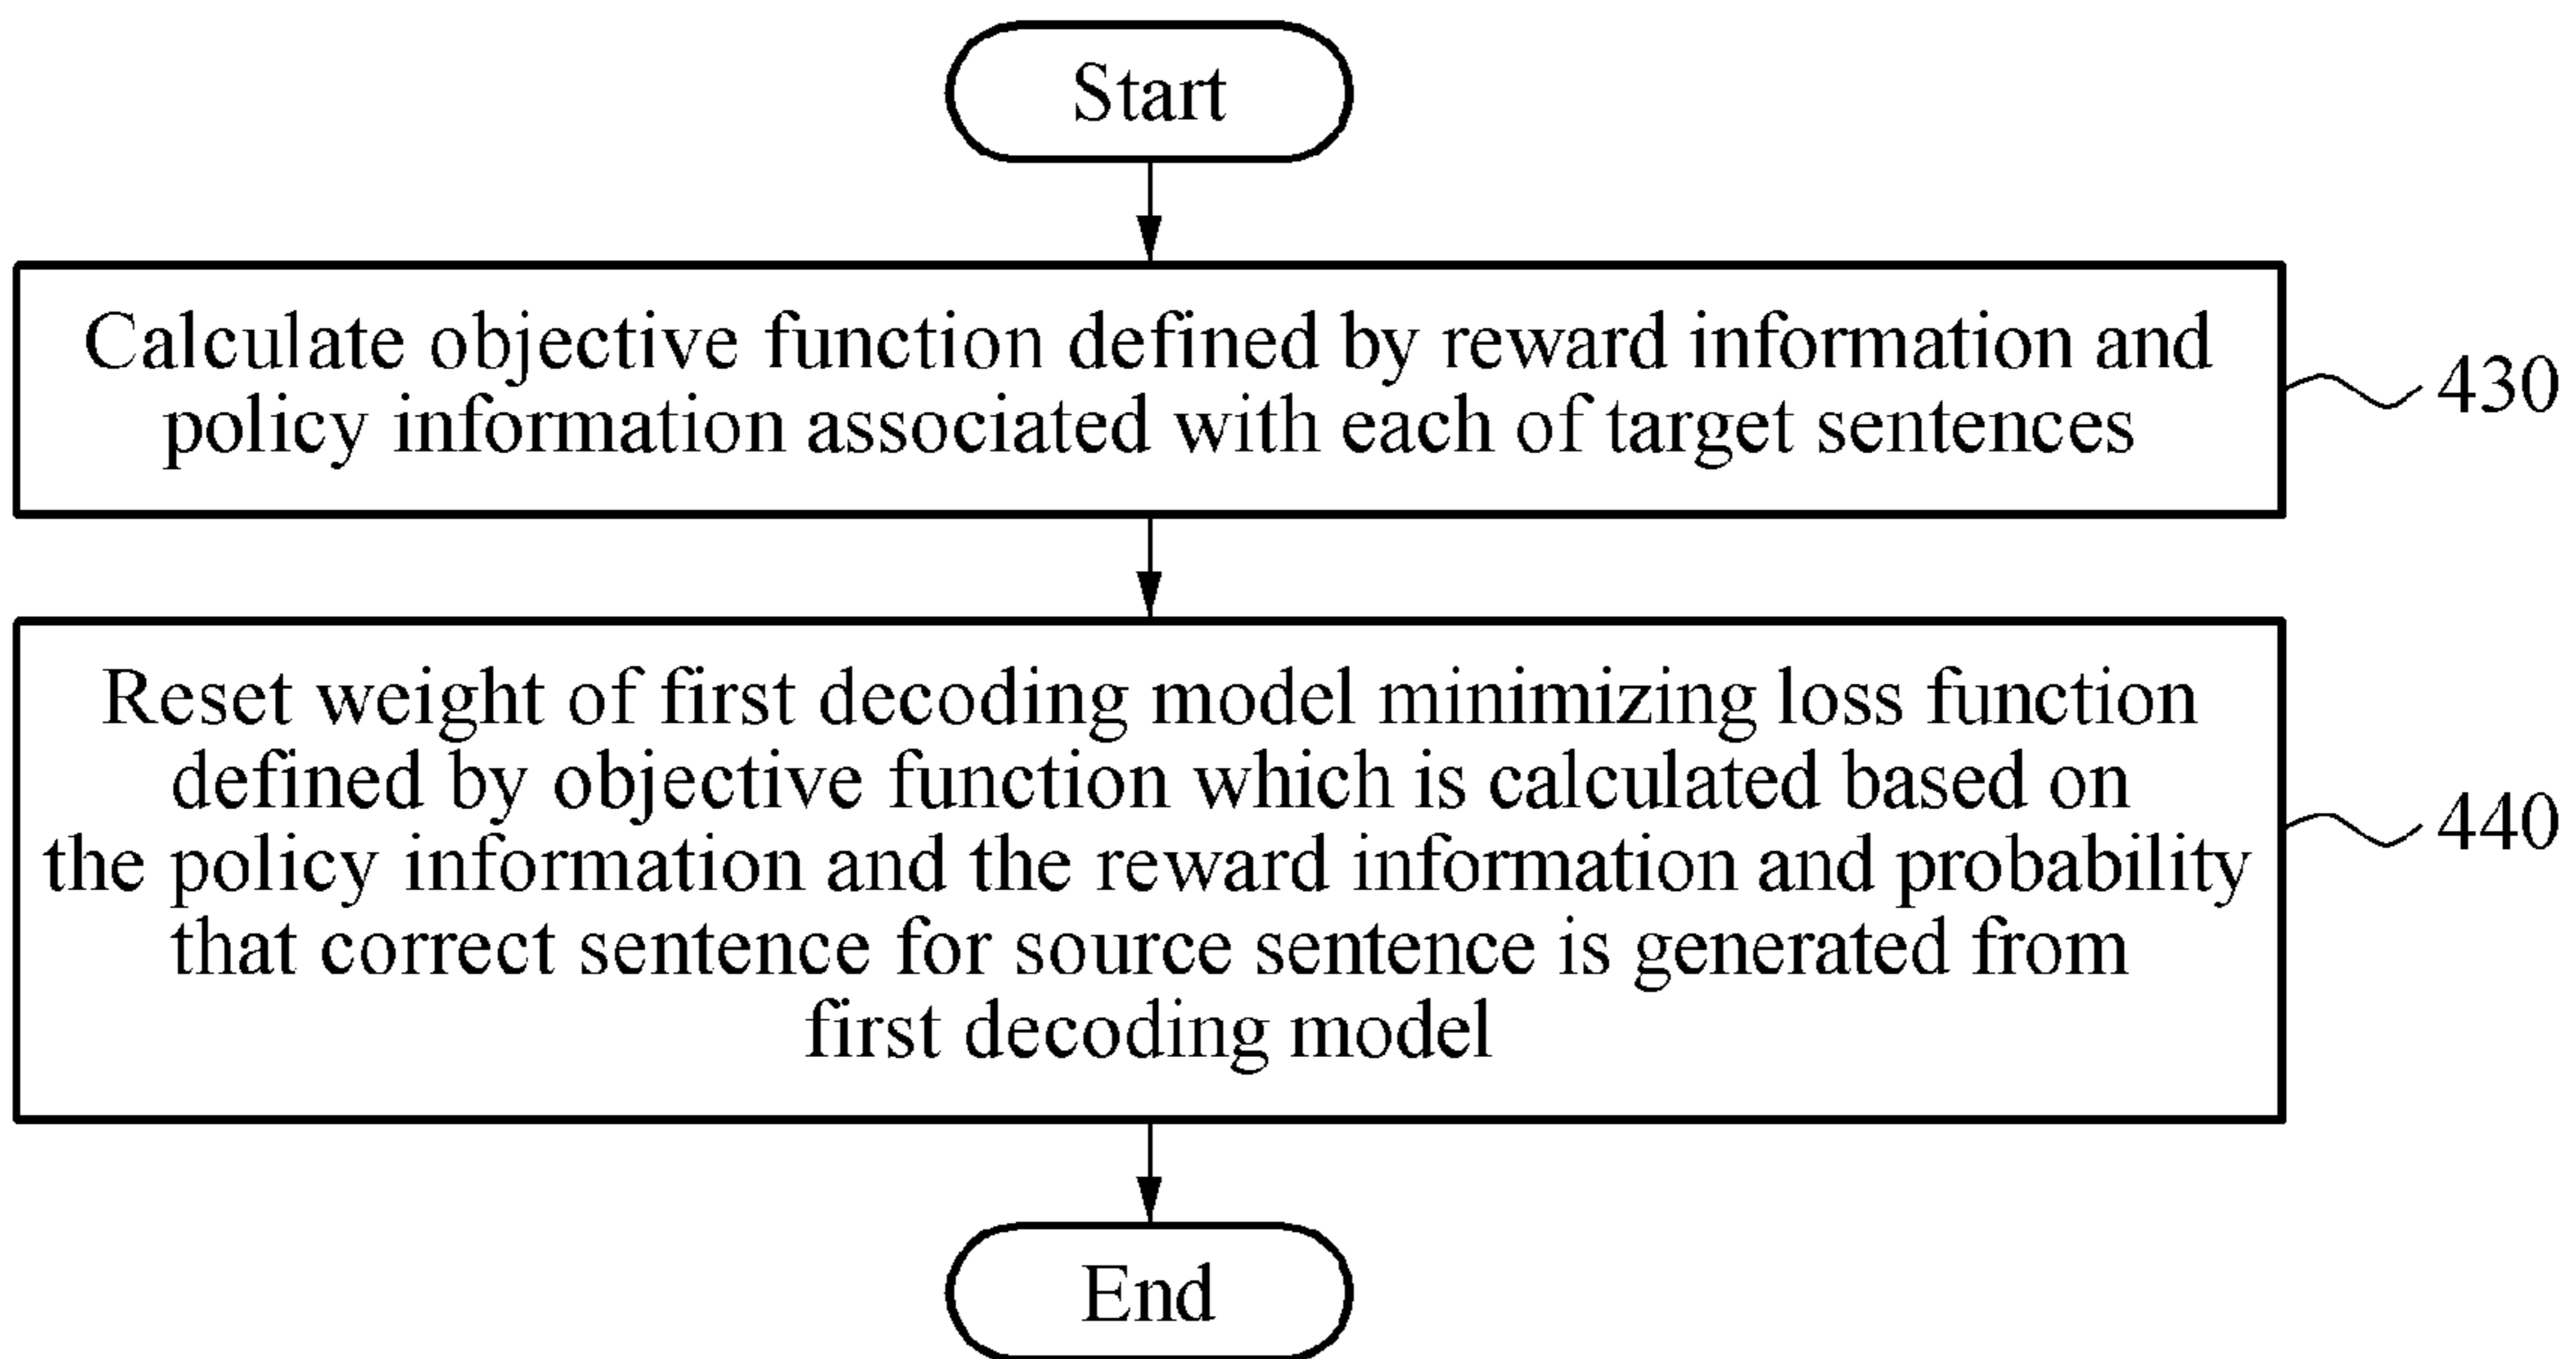 Start
Calculate objective function defined by reward information and
policy information associated with each of target sentences
430
Reset weight of first decoding model minimizing loss function
defined by objective function which is calculated based on
the policy information and the reward information and probability
that correct sentence for source sentence is generated from
first decoding model
440
End